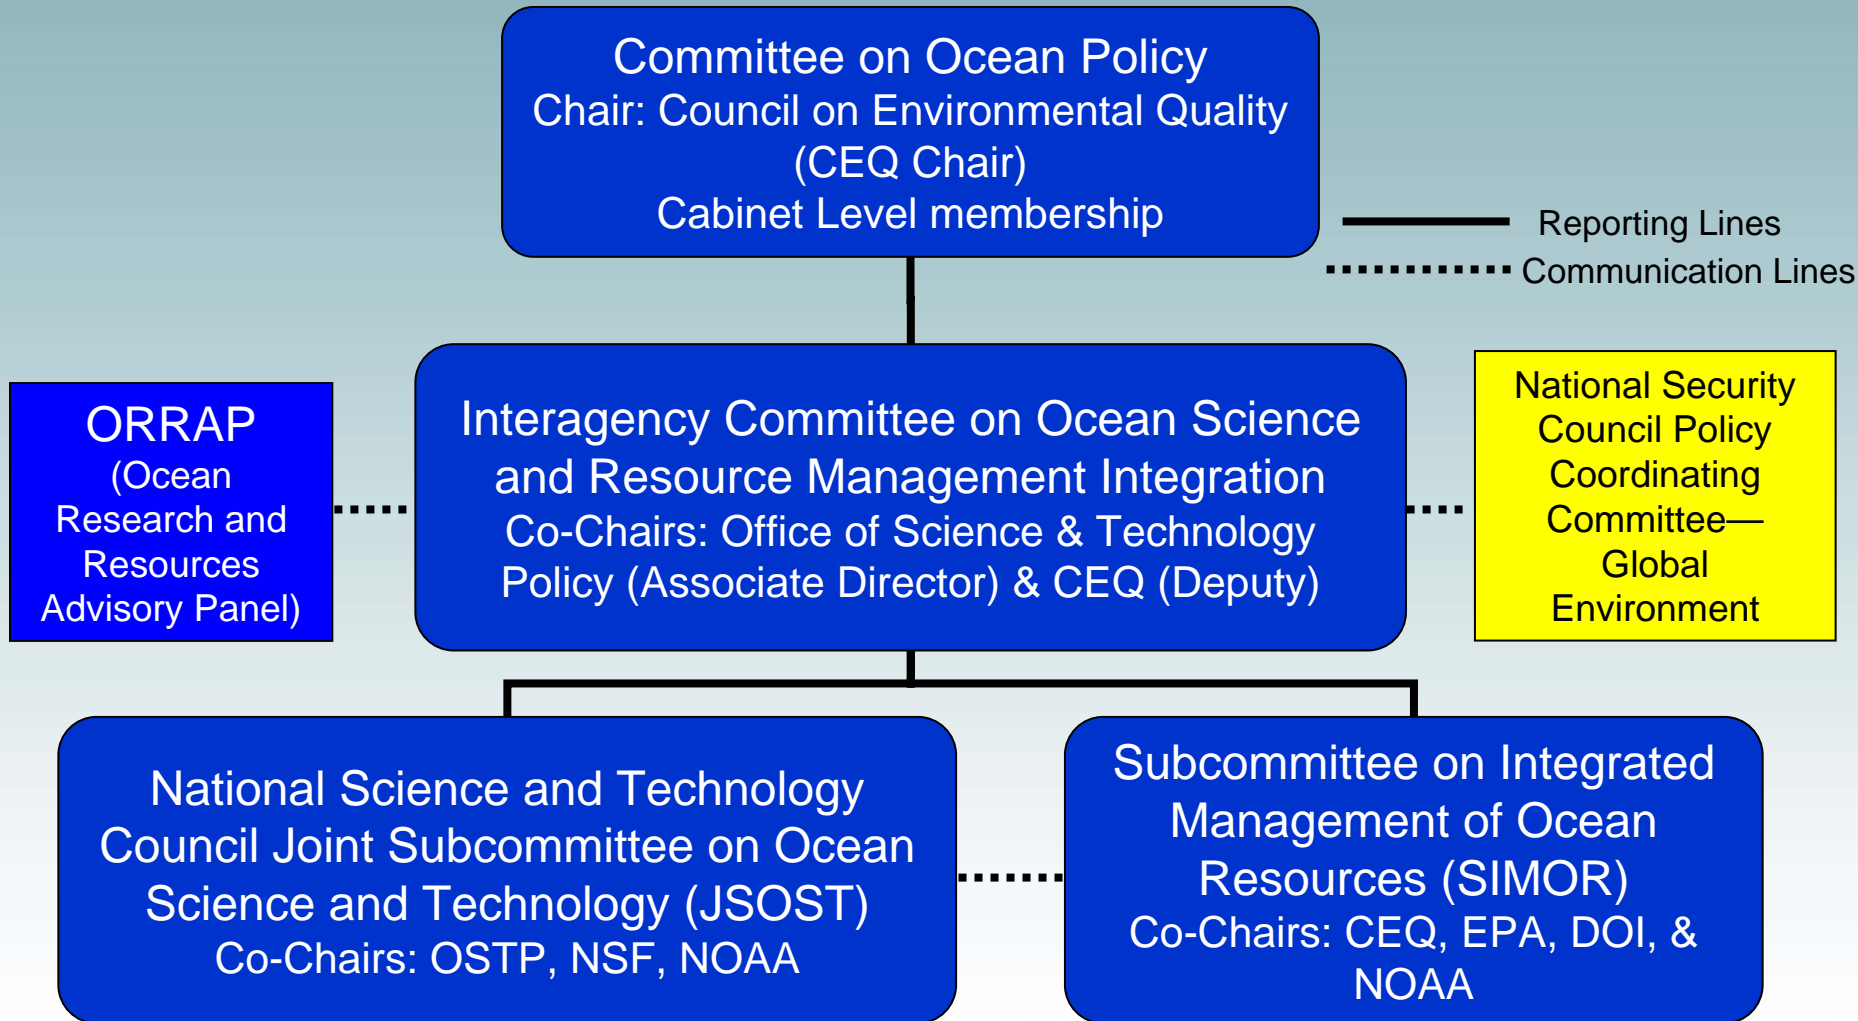 Committee on Ocean Policy
Chair: Council on Environmental Quality
(CEQ Chair)
Cabinet Level membership
Reporting Lines
Communication Lines
ORRAP
(Ocean
Research and
Resources
Advisory Panel)
Interagency Committee on Ocean Science
and Resource Management Integration
Co-Chairs: Office of Science & Technology
Policy (Associate Director) & CEQ (Deputy)
National Security
Council Policy
Coordinating
Committee—
Global
Environment
National Science and Technology
Council Joint Subcommittee on Ocean
Science and Technology (JSOST)
Co-Chairs: OSTP, NSF, NOAA
Subcommittee on Integrated
Management of Ocean
Resources (SIMOR)
Co-Chairs: CEQ, EPA, DOI, &
NOAA